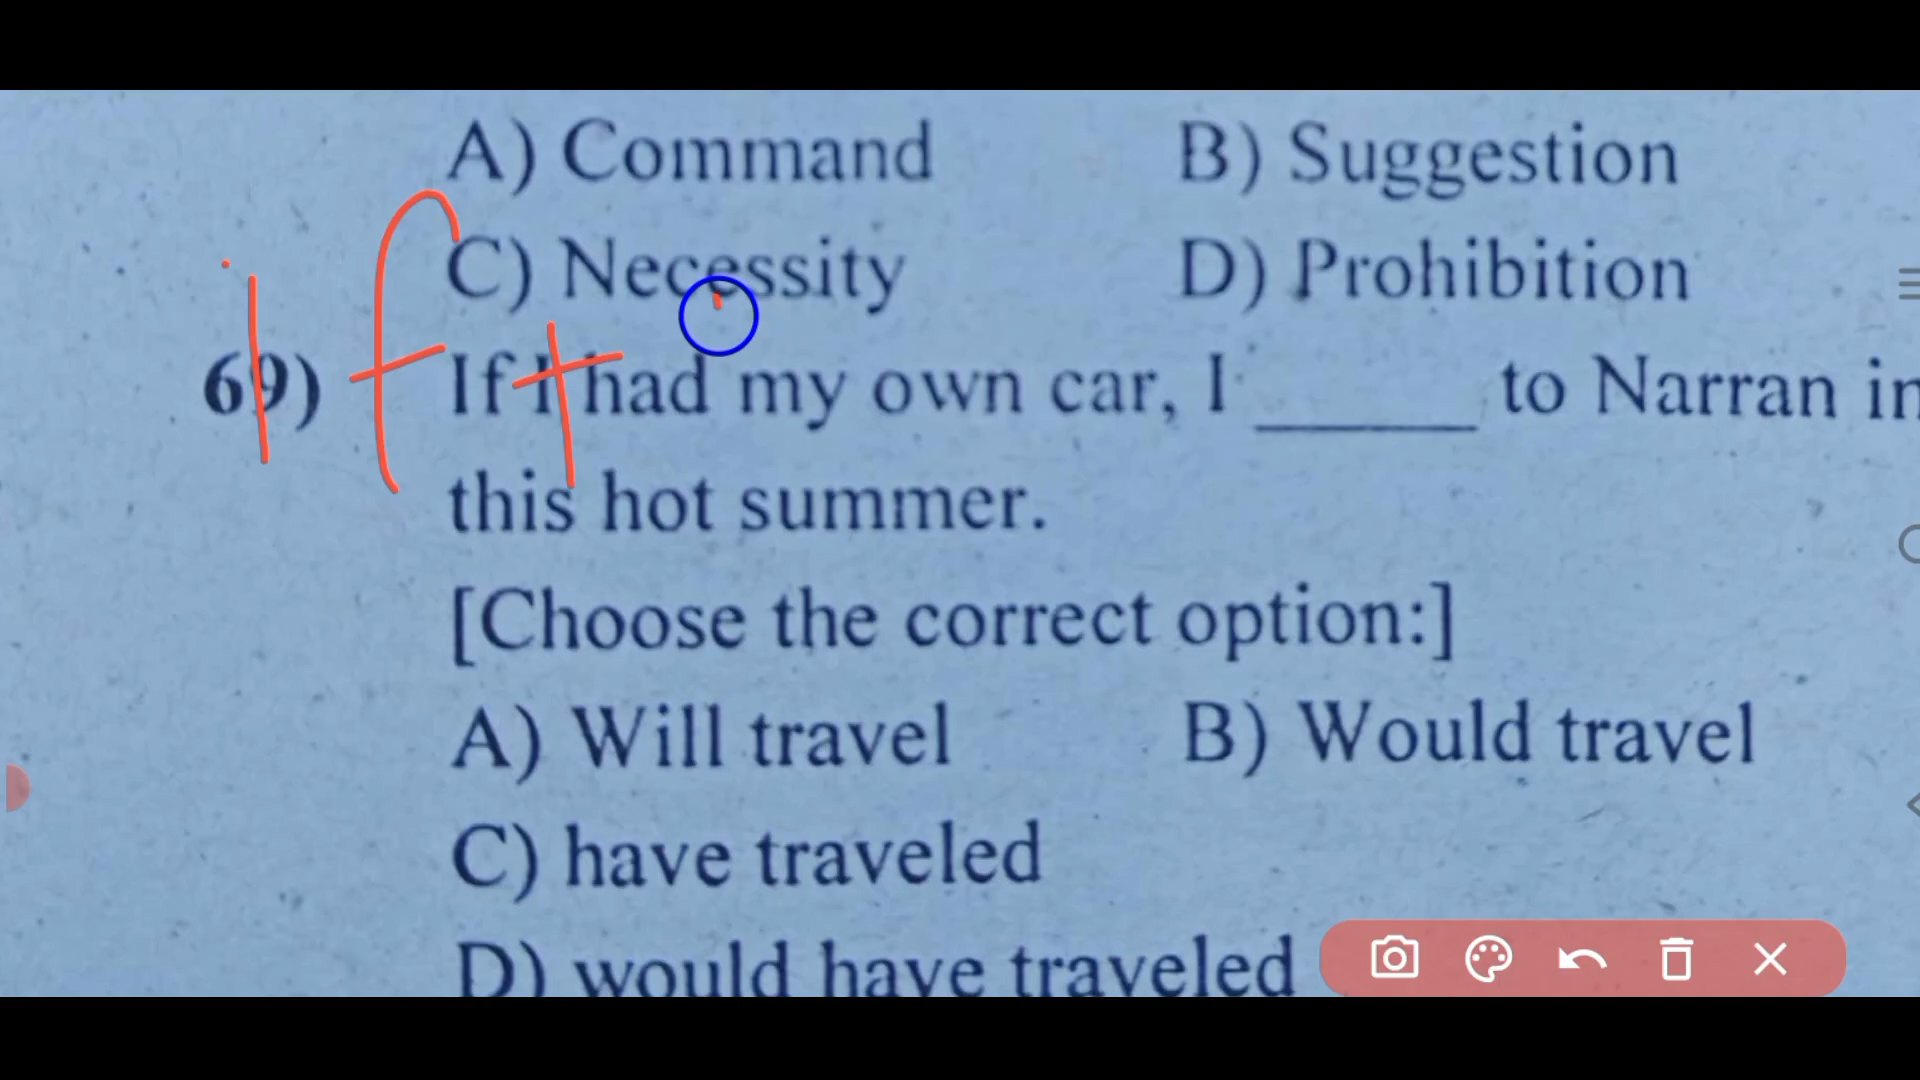 A) Command B) Suggestion
C) Necessity D) Prohibition
69) If I had my own car, I ______ to Narran in
this hot summer.
[Choose the correct option:]
A) Will travel B) Would travel
C) have traveled
D) would have traveled
if +